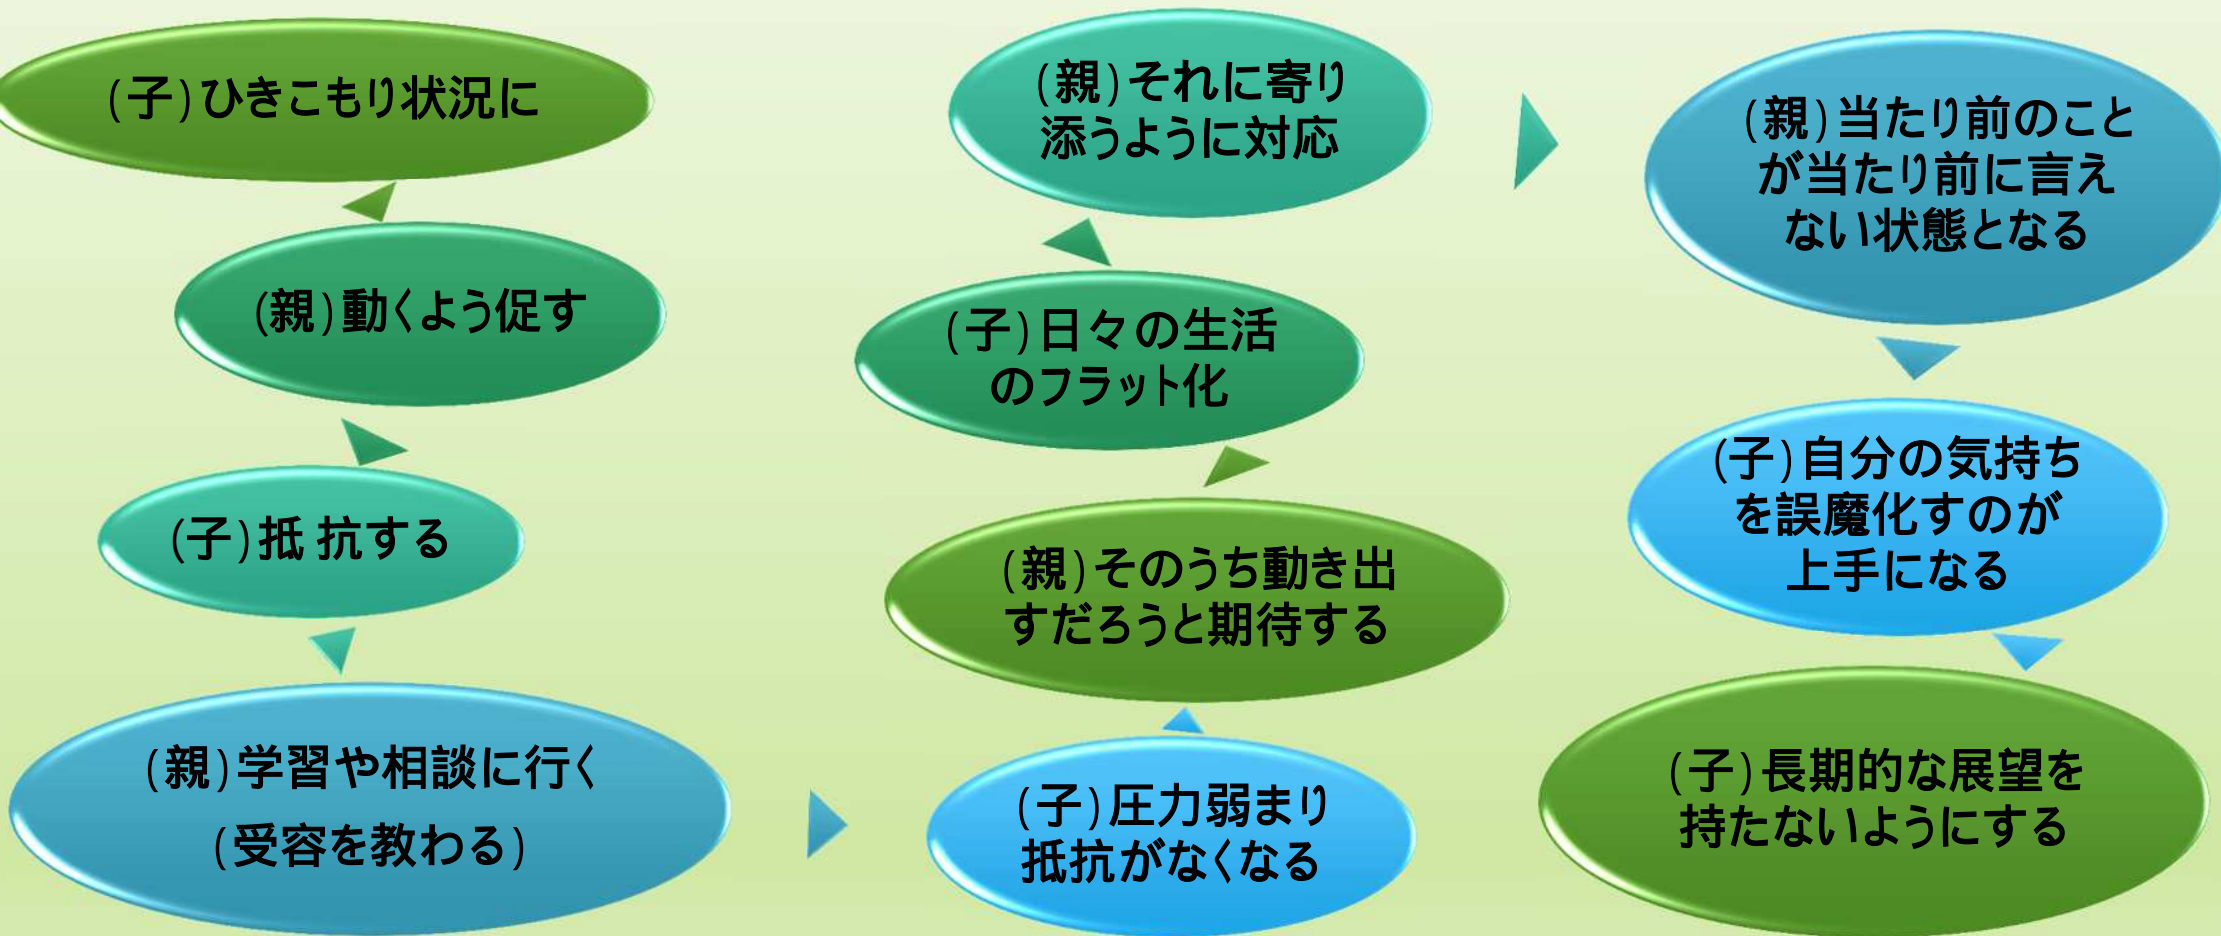 (子)ひきこもり状況に
(親)動くよう促す
(子)抵 抗する
(親)学習や相談に行く
(受容を教わる)
(子)圧力弱まり
抵抗がなくなる
(親)そのうち動き出
すだろうと期待する
(子)日々の生活
のフラット化
(親)それに寄り
添うように対応
(親)当たり前のこと
が当たり前に言え
ない状態となる
(子)自分の気持ち
を誤魔化すのが
上手になる
(子)長期的な展望を
持たないようにする